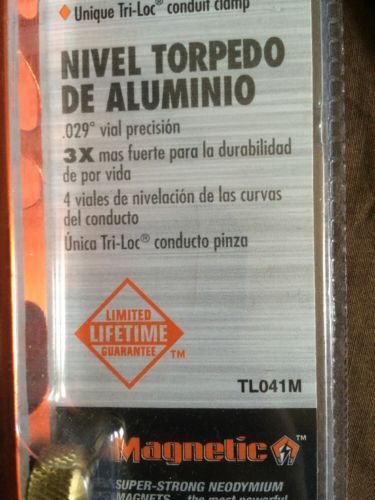 Unique Tri-Loc® conduit clamp
NIVEL TORPEDO
DE ALUMINIO
.029° vial precisión
3X mas fuerte para la durabilidad
de por vida
4 viales de nivelación de las curvas
del conducto
Única Tri-Loc® conducto pinza
LIMITED
LIFETIME
GUARANTEE
TM
TL041M
Magnetic
TM
SUPER-STRONG NEODYMIUM
MAGNETS ... the most powerful